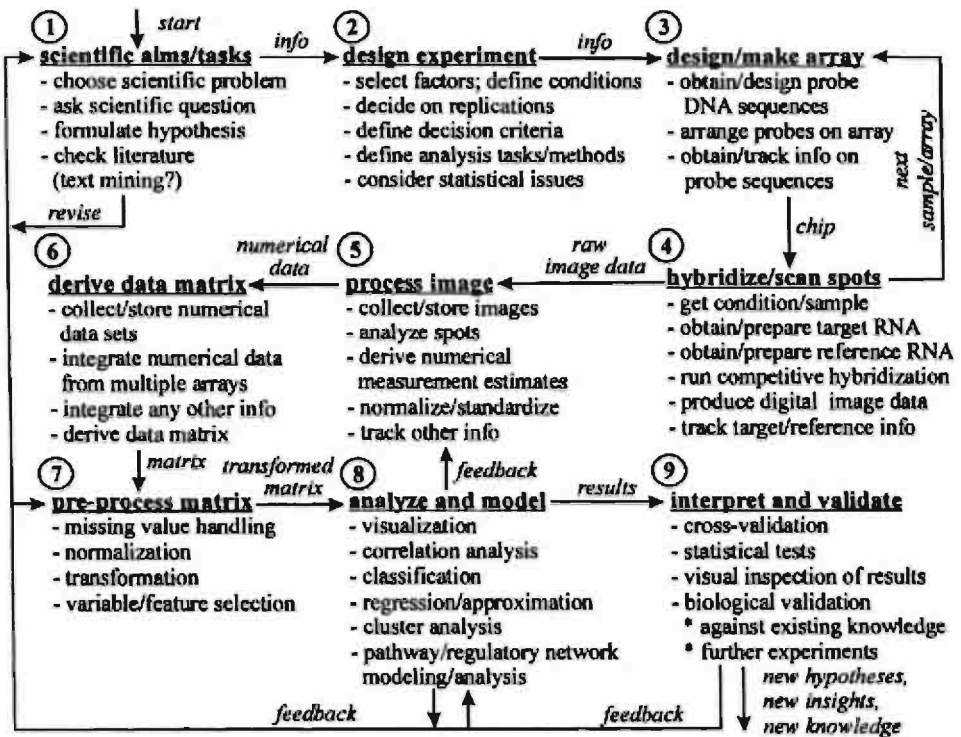 start
1
scientific aims/tasks
- choose scientific problem
- ask scientific question
- formulate hypothesis
- check literature
(text mining?)
revise
info
2
design experiment
- select factors; define conditions
- decide on replications
- define decision criteria
- define analysis tasks/methods
- consider statistical issues
info
3
design/make array
- obtain/design probe
DNA sequences
- arrange probes on array
- obtain/track info on
probe sequences
next
sample/array
chip
4
hybridize/scan spots
- get condition/sample
- obtain/prepare target RNA
- obtain/prepare reference RNA
- run competitive hybridization
- produce digital image data
- track target/reference info
raw
image data
5
process image
- collect/store images
- analyze spots
- derive numerical
measurement estimates
- normalize/standardize
- track other info
numerical
data
6
derive data matrix
- collect/store numerical
data sets
- integrate numerical data
from multiple arrays
- integrate any other info
- derive data matrix
matrix
7
pre-process matrix
- missing value handling
- normalization
- transformation
- variable/feature selection
transformed
matrix
feedback
8
analyze and model
- visualization
- correlation analysis
- classification
- regression/approximation
- cluster analysis
- pathway/regulatory network
modeling/analysis
results
9
interpret and validate
- cross-validation
- statistical tests
- visual inspection of results
- biological validation
* against existing knowledge
* further experiments
feedback
feedback
new hypotheses,
new insights,
new knowledge